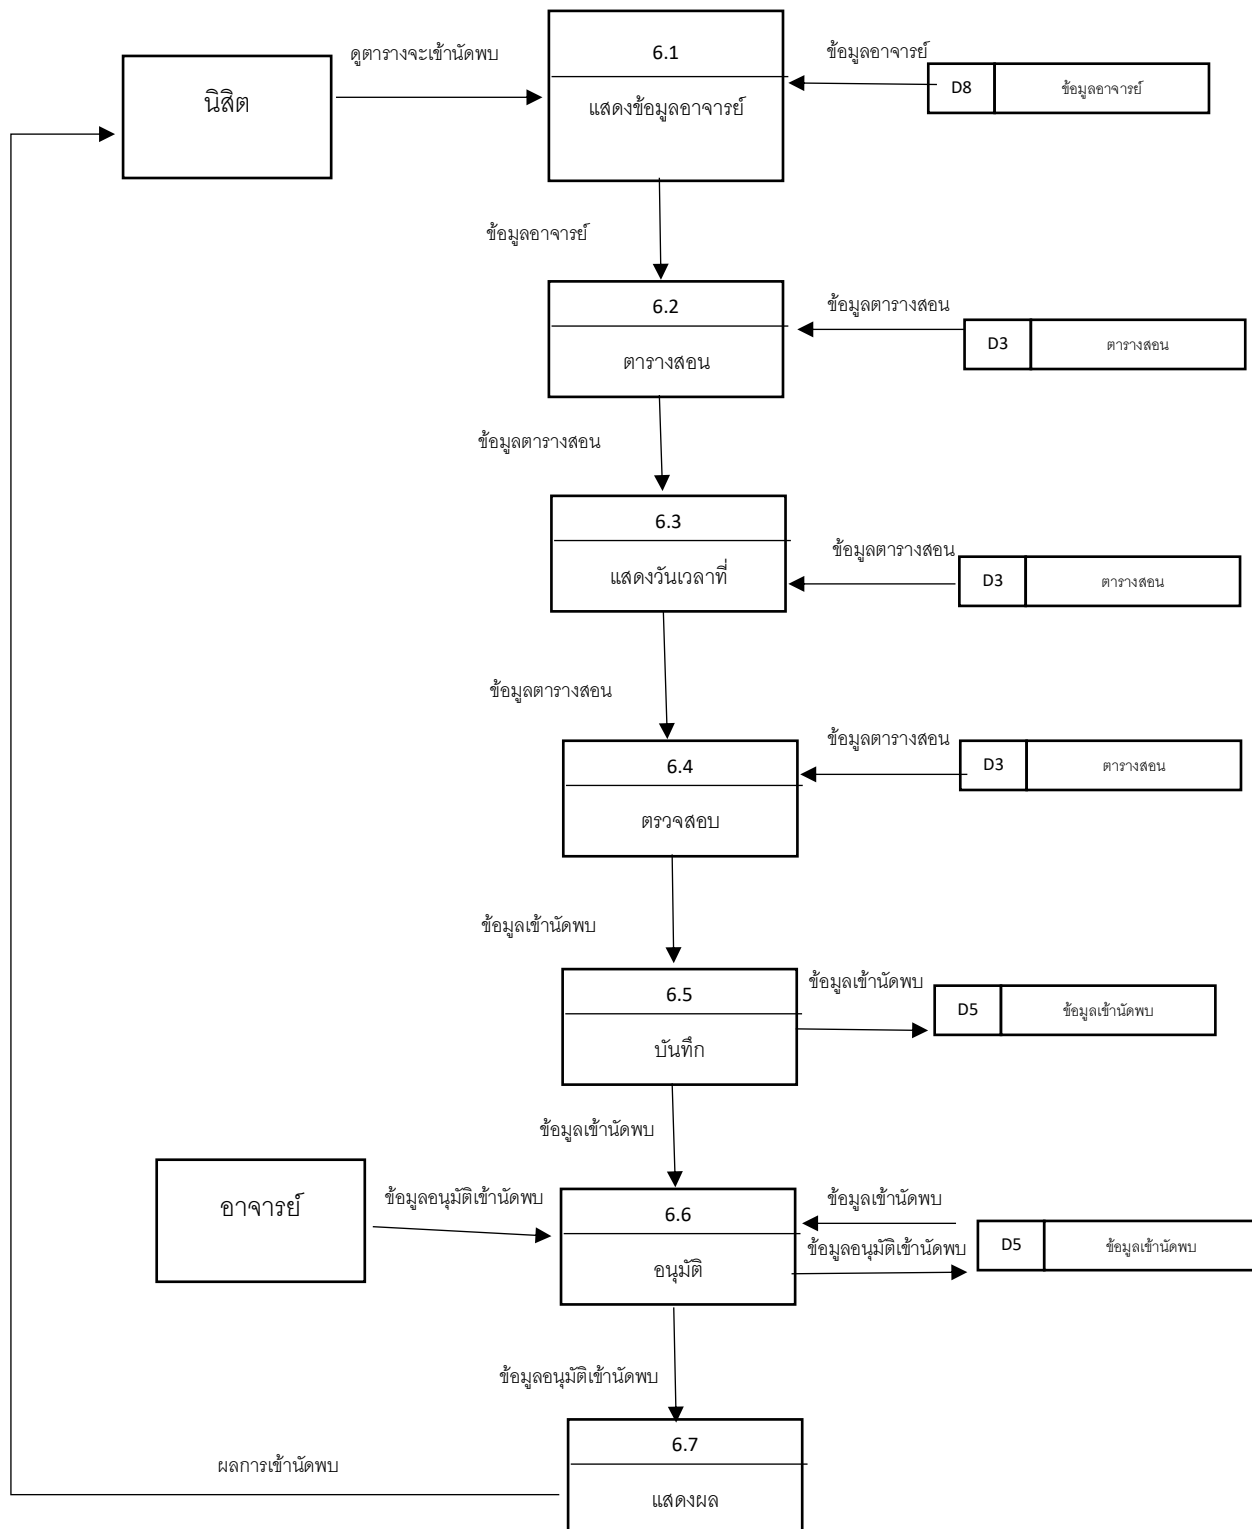 ดูตารางจะเข้านัดพบ
6.1
ข้อมูลอาจารย์
นิสิต
แสดงข้อมูลอาจารย์
D8
ข้อมูลอาจารย์
ข้อมูลอาจารย์
6.2
ข้อมูลตารางสอน
ตารางสอน
D3
ตารางสอน
ข้อมูลตารางสอน
6.3
ข้อมูลตารางสอน
แสดงวันเวลาที่
D3
ตารางสอน
ข้อมูลตารางสอน
6.4
ข้อมูลตารางสอน
ตรวจสอบ
D3
ตารางสอน
ข้อมูลเข้านัดพบ
6.5
ข้อมูลเข้านัดพบ
บันทึก
D5
ข้อมูลเข้านัดพบ
ข้อมูลเข้านัดพบ
อาจารย์
ข้อมูลอนุมัติเข้านัดพบ
6.6
ข้อมูลเข้านัดพบ
อนุมัติ
ข้อมูลอนุมัติเข้านัดพบ
D5
ข้อมูลเข้านัดพบ
ข้อมูลอนุมัติเข้านัดพบ
6.7
ผลการเข้านัดพบ
แสดงผล